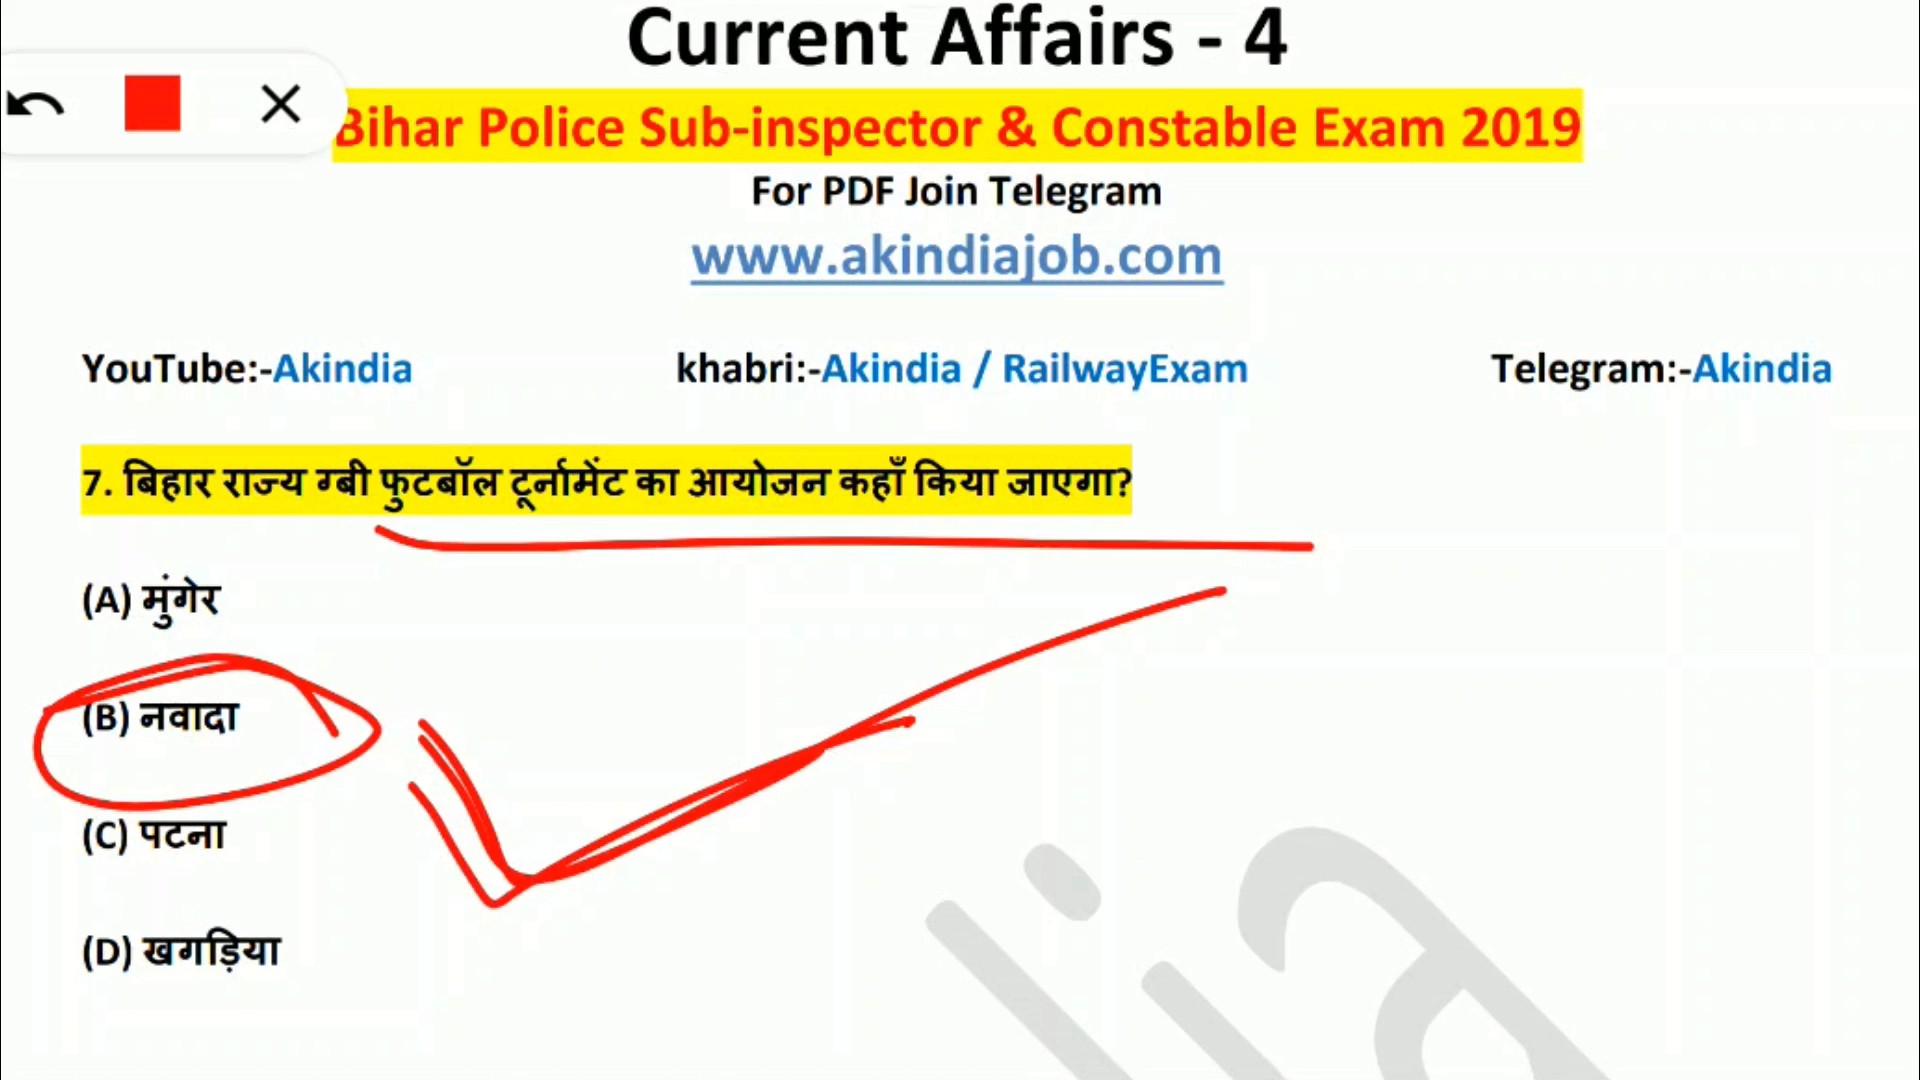 Current Affairs - 4
Bihar Police Sub-inspector & Constable Exam 2019
For PDF Join Telegram
www.akindiajob.com
YouTube:-Akindia khabri:-Akindia / RailwayExam Telegram:-Akindia
7. बिहार राज्य ग्बी फुटबॉल टूर्नामेंट का आयोजन कहाँ किया जाएगा?
(A) मुंगेर
(B) नवादा
(C) पटना
(D) खगड़िया